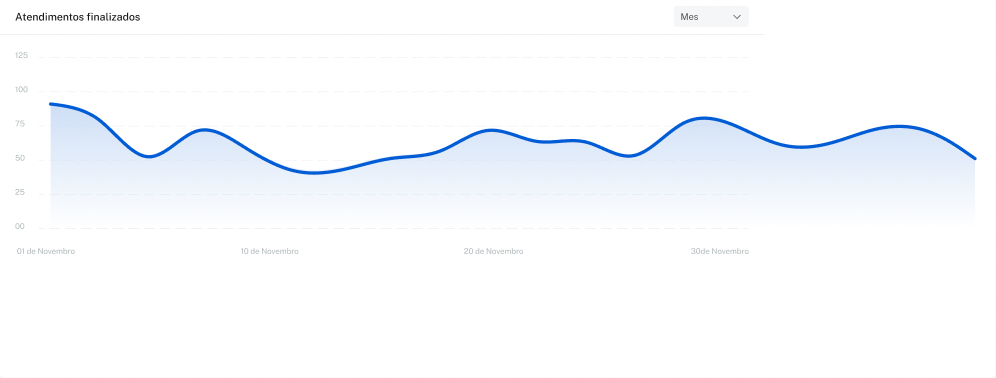 Atendimentos finalizados
Mes
125
100
75
50
25
00
01 de Novembro
10 de Novembro
20 de Novembro
30de Novembro